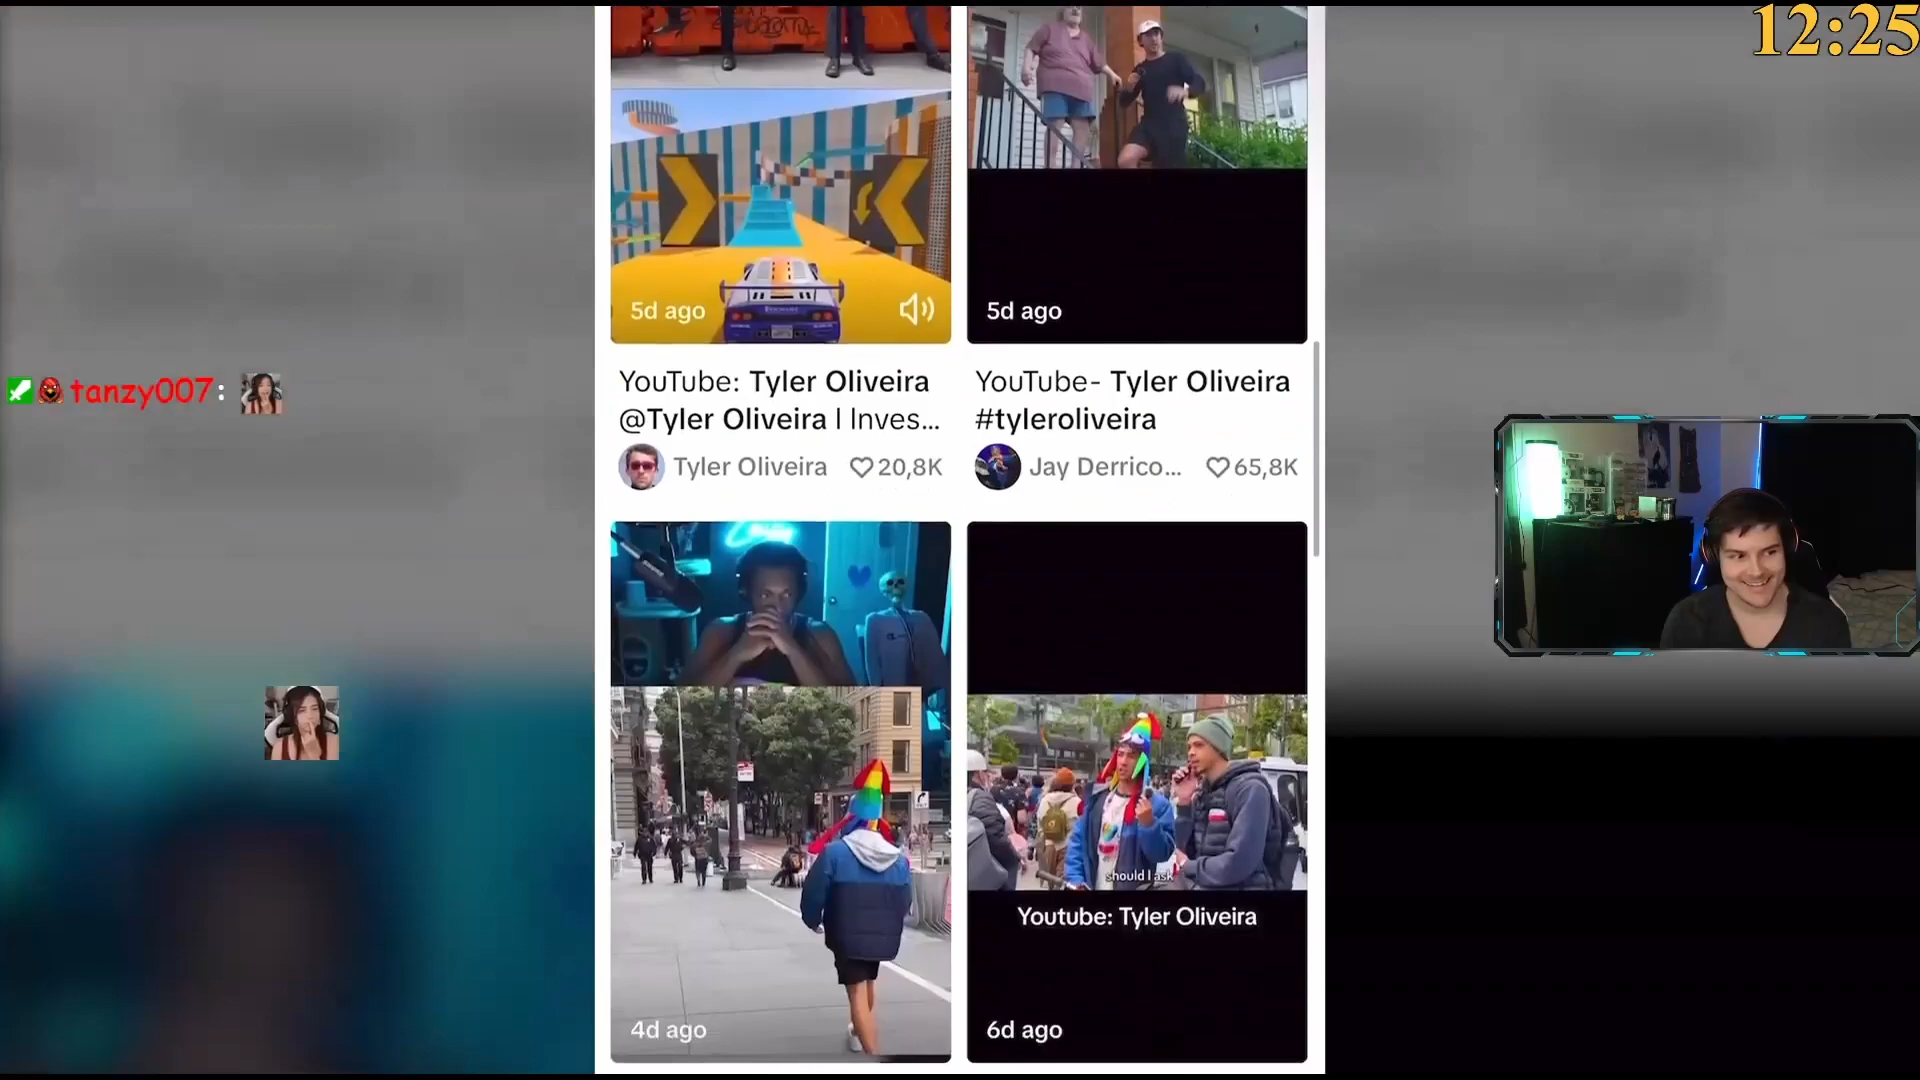 12:25
5d ago
5d ago
YouTube: Tyler Oliveira
@Tyler Oliveira I Inves...
Tyler Oliveira 20,8K
YouTube- Tyler Oliveira
#tyleroliveira
Jay Derrico... 65,8K
tanzy007:
should I ask
Youtube: Tyler Oliveira
4d ago
6d ago